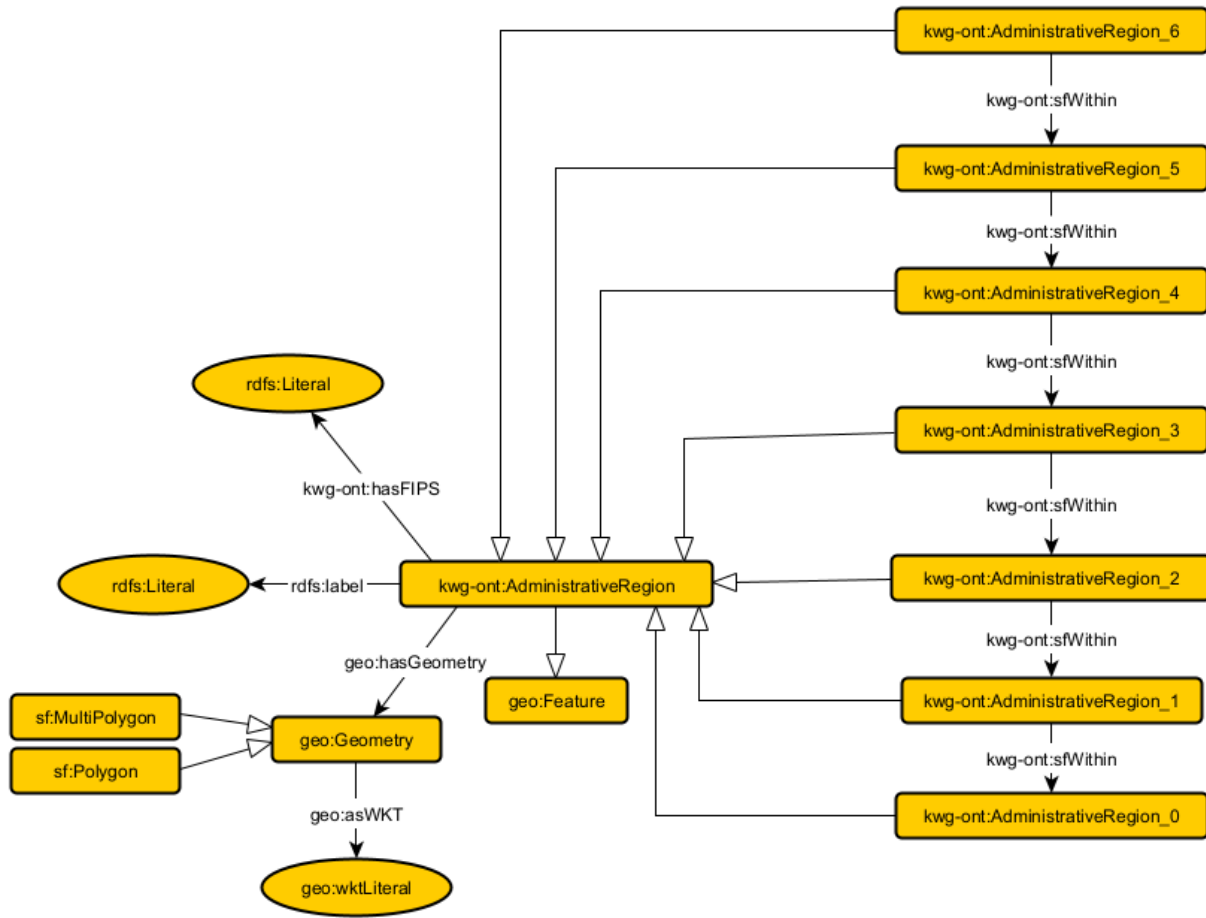 kwg-ont:AdministrativeRegion_6
kwg-ont:sfWithin
kwg-ont:AdministrativeRegion_5
kwg-ont:sfWithin
kwg-ont:AdministrativeRegion_4
kwg-ont:sfWithin
rdfs:Literal
kwg-ont:AdministrativeRegion_3
kwg-ont:hasFIPS
kwg-ont:sfWithin
rdfs:Literal
rdfs:label
kwg-ont:AdministrativeRegion
kwg-ont:AdministrativeRegion_2
kwg-ont:sfWithin
geo:hasGeometry
geo:Feature
kwg-ont:AdministrativeRegion_1
sf:MultiPolygon
geo:Geometry
sf:Polygon
kwg-ont:sfWithin
geo:asWKT
kwg-ont:AdministrativeRegion_0
geo:wktLiteral